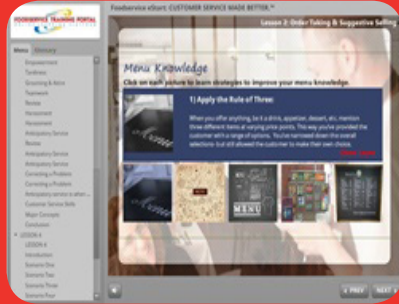 FOODSERVICE TRAINING PORTAL
Foodservice eStart: CUSTOMER SERVICE MADE BETTER.™
Lesson 2: Order Taking & Suggestive Selling
Menu Glossary
Empowerment
Tardiness
Grooming & Attire
Teamwork
Review
Harassment
Harassment
Anticipatory Service
Review
Anticipatory Service
Anticipatory Service
Correcting a Problem
Correcting a Problem
Anticipatory service is when...
Customer Service Skills
Major Concepts
Conclusion
LESSON 4
LESSON 4
Introduction
Scenario One
Scenario Two
Scenario Three
Scenario Four
Menu Knowledge
Click on each picture to learn strategies to improve your menu knowledge.
1) Apply the Rule of Three:
When you offer anything, be it a drink, appetizer, dessert, etc. mention
three different items at varying price points. This way you've provided the
customer with a range of options. You've narrowed down the overall
selections but still allowed the customer to make their own choice.
Menu
MENU
PREV
NEXT